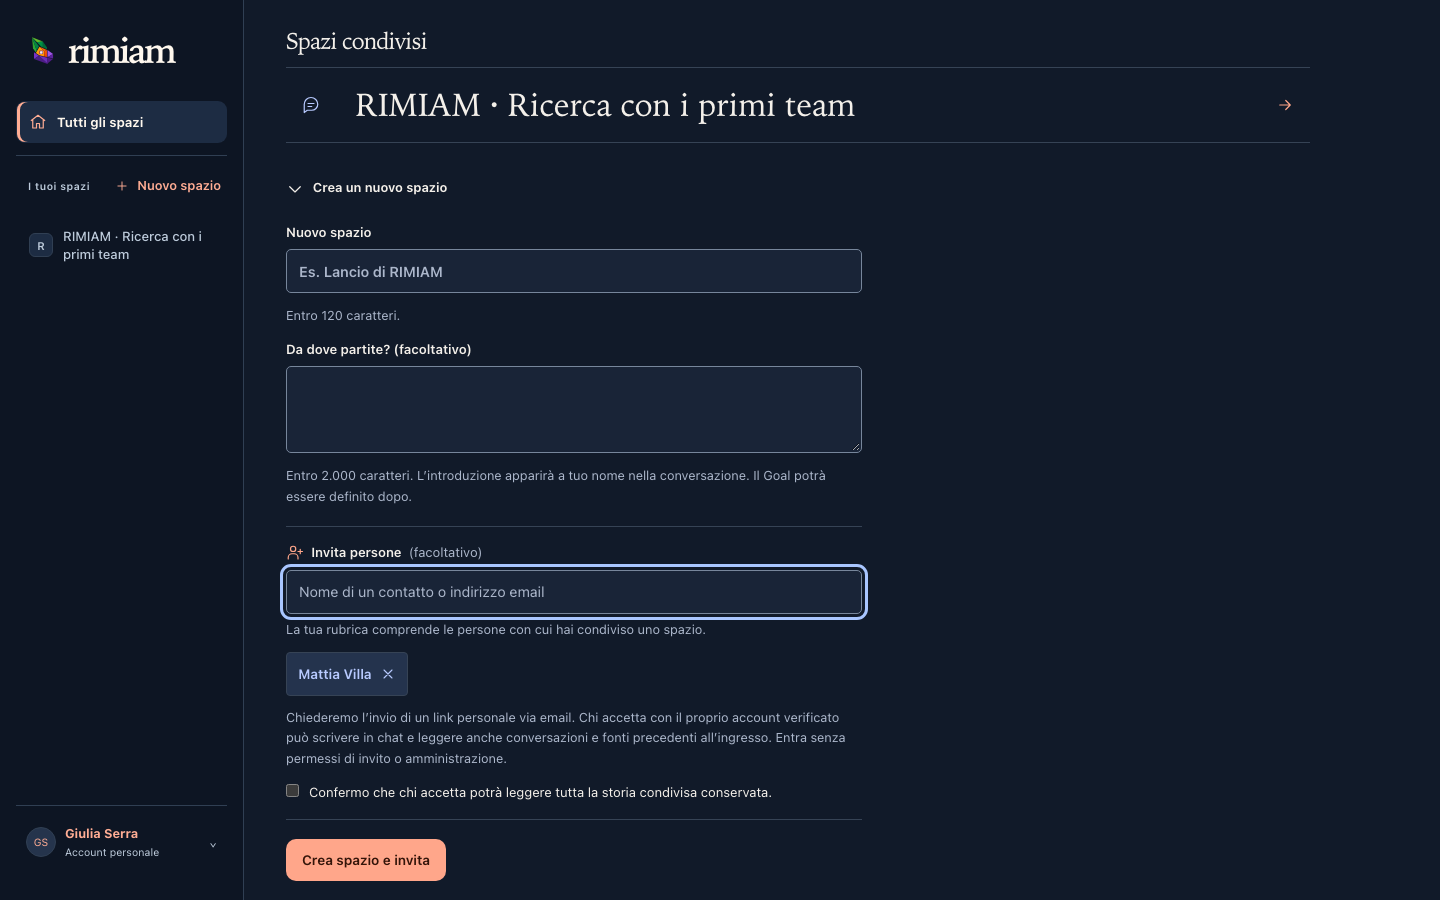 rimiam
Tutti gli spazi
I tuoi spazi
+ Nuovo spazio
R
RIMIAM · Ricerca con i
primi team
GS
Giulia Serra
Account personale
Spazi condivisi
RIMIAM · Ricerca con i primi team
Crea un nuovo spazio
Nuovo spazio
Es. Lancio di RIMIAM
Entro 120 caratteri.
Da dove partite? (facoltativo)
Entro 2.000 caratteri. L’introduzione apparirà a tuo nome nella conversazione. Il Goal potrà
essere definito dopo.
Invita persone (facoltativo)
Nome di un contatto o indirizzo email
La tua rubrica comprende le persone con cui hai condiviso uno spazio.
Mattia Villa
Chiederemo l’invio di un link personale via email. Chi accetta con il proprio account verificato
può scrivere in chat e leggere anche conversazioni e fonti precedenti all’ingresso. Entra senza
permessi di invito o amministrazione.
Confermo che chi accetta potrà leggere tutta la storia condivisa conservata.
Crea spazio e invita